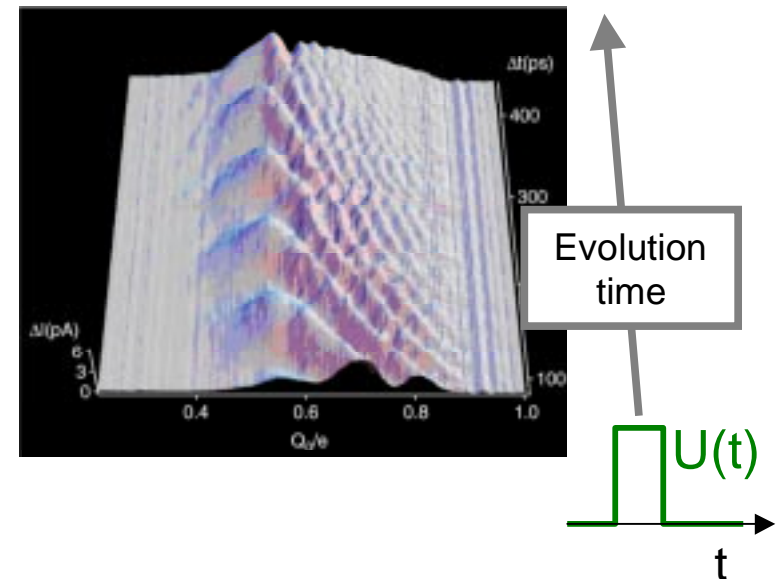 Δt(ps)
400
300
Evolution
time
ΔI(pA)
6
3
0
100
0.4
0.6
0.8
1.0
Q₀/e
U(t)
t